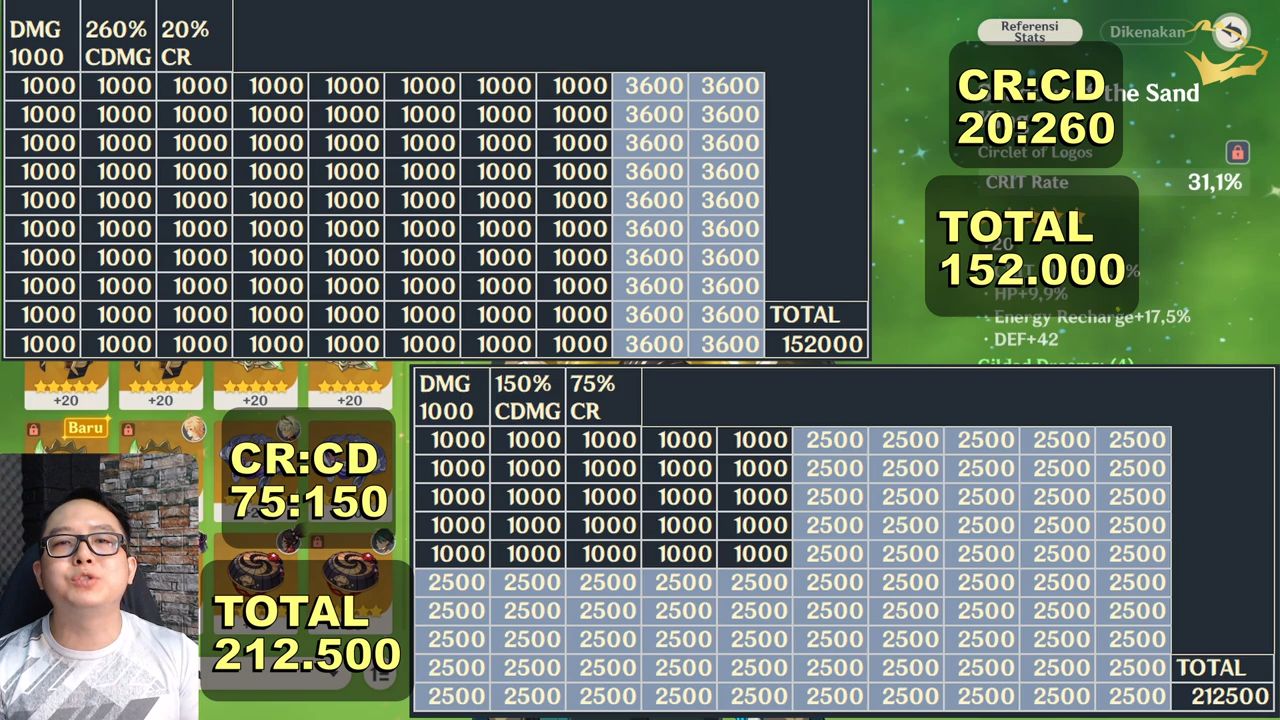 DMG 260% 20%
1000 CDMG CR
1000 1000 1000 1000 1000 1000 1000 1000 3600 3600
1000 1000 1000 1000 1000 1000 1000 1000 3600 3600
1000 1000 1000 1000 1000 1000 1000 1000 3600 3600
1000 1000 1000 1000 1000 1000 1000 1000 3600 3600
1000 1000 1000 1000 1000 1000 1000 1000 3600 3600
1000 1000 1000 1000 1000 1000 1000 1000 3600 3600
1000 1000 1000 1000 1000 1000 1000 1000 3600 3600
1000 1000 1000 1000 1000 1000 1000 1000 3600 3600
1000 1000 1000 1000 1000 1000 1000 1000 3600 3600 TOTAL
1000 1000 1000 1000 1000 1000 1000 1000 3600 3600 152000
Referensi
Stats
Dikenakan
CR:CD
20:260
the Sand
Circlet of Logos
CRIT Rate 31,1%
TOTAL
152.000
+20
HP+9,9%
Energy Recharge+17,5%
DEF+42
Gilded Dreams: (4)
+20 +20 +20 +20
Baru
CR:CD
75:150
TOTAL
212.500
DMG 150% 75%
1000 CDMG CR
1000 1000 1000 1000 1000 2500 2500 2500 2500 2500
1000 1000 1000 1000 1000 2500 2500 2500 2500 2500
1000 1000 1000 1000 1000 2500 2500 2500 2500 2500
1000 1000 1000 1000 1000 2500 2500 2500 2500 2500
1000 1000 1000 1000 1000 2500 2500 2500 2500 2500
2500 2500 2500 2500 2500 2500 2500 2500 2500 2500
2500 2500 2500 2500 2500 2500 2500 2500 2500 2500
2500 2500 2500 2500 2500 2500 2500 2500 2500 2500
2500 2500 2500 2500 2500 2500 2500 2500 2500 2500 TOTAL
2500 2500 2500 2500 2500 2500 2500 2500 2500 2500 212500